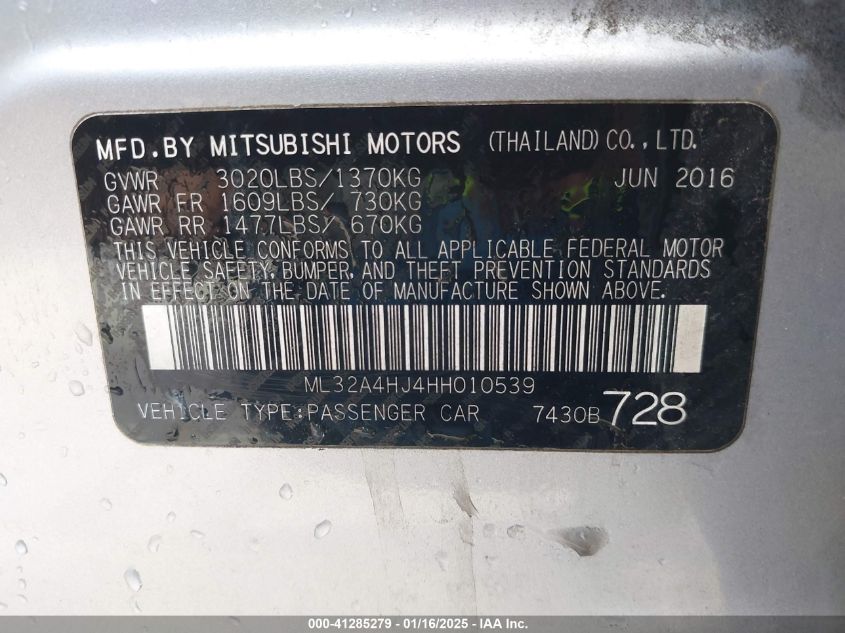 MFD.BY MITSUBISHI MOTORS (THAILAND)CO.,LTD.
GVWR 3020LBS/1370KG JUN 2016
GAWR FR 1609LBS/ 730KG
GAWR RR 1477LBS/ 670KG
THIS VEHICLE CONFORMS TO ALL APPLICABLE FEDERAL MOTOR
VEHICLE SAFETY,BUMPER,AND THEFT PREVENTION STANDARDS
IN EFFECT ON THE DATE OF MANUFACTURE SHOWN ABOVE.
ML32A4HJ4HH010539
VEHICLE TYPE:PASSENGER CAR 7430B 728
000-41285279 - 01/16/2025 - IAA Inc.